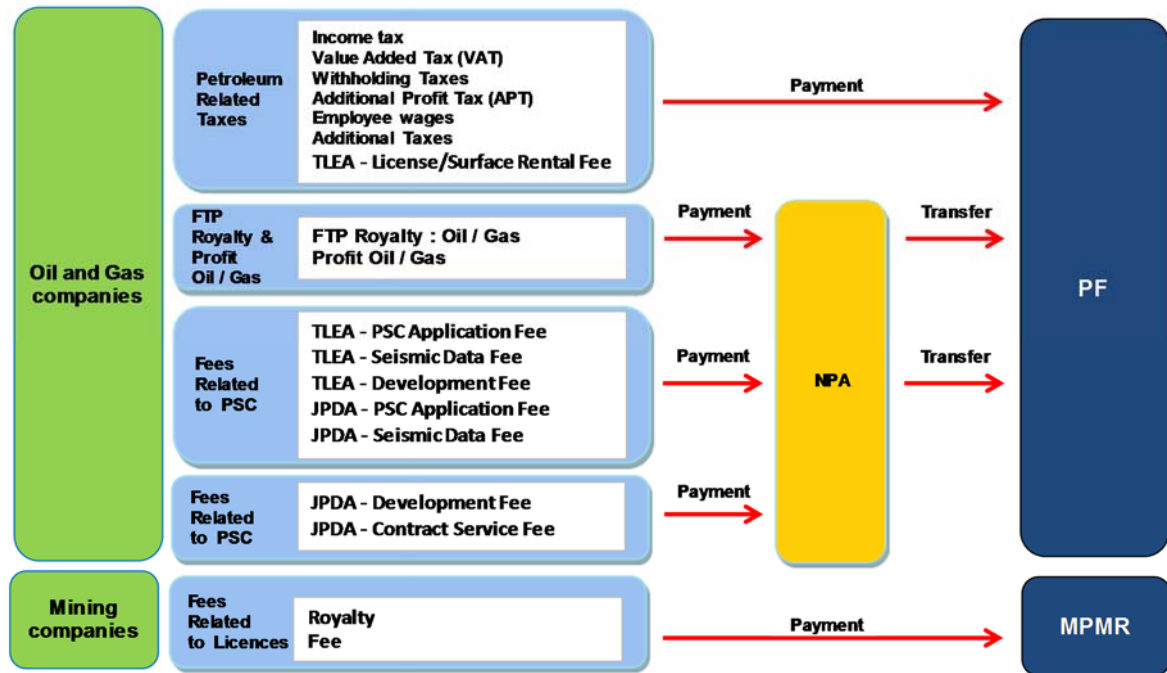 Oil and Gas
companies
Petroleum
Related
Taxes
Income tax
Value Added Tax (VAT)
Withholding Taxes
Additional Profit Tax (APT)
Employee wages
Additional Taxes
TLEA - License/Surface Rental Fee
Payment
PF
FTP
Royalty &
Profit
Oil / Gas
FTP Royalty : Oil / Gas
Profit Oil / Gas
Payment
NPA
Transfer
Fees
Related
to PSC
TLEA - PSC Application Fee
TLEA - Seismic Data Fee
TLEA - Development Fee
JPDA - PSC Application Fee
JPDA - Seismic Data Fee
Payment
Transfer
Fees
Related
to PSC
JPDA - Development Fee
JPDA - Contract Service Fee
Payment
Mining
companies
Fees
Related
to Licences
Royalty
Fee
Payment
MPMR